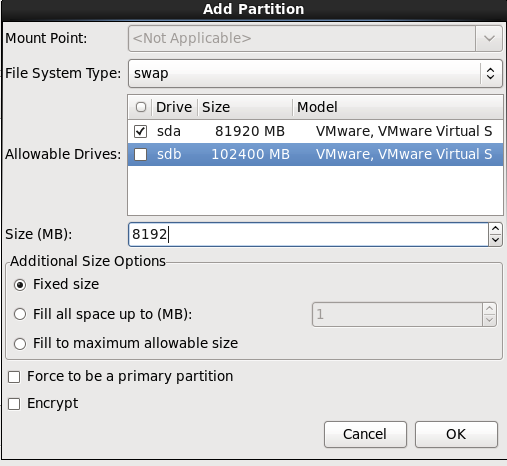 Add Partition
Mount Point: <Not Applicable>
File System Type: swap
Drive Size Model
sda 81920 MB VMware, VMware Virtual S
Allowable Drives: sdb 102400 MB VMware, VMware Virtual S
Size (MB): 8192
Additional Size Options
Fixed size
Fill all space up to (MB): 1
Fill to maximum allowable size
Force to be a primary partition
Encrypt
Cancel OK